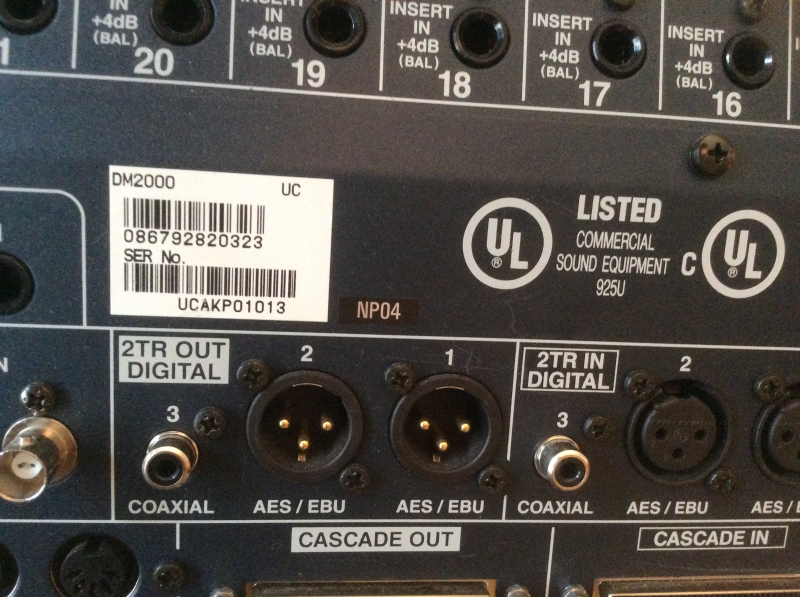 IN
+4dB
(BAL)
20
INSERT
IN
+4dB
(BAL)
19
INSERT
IN
+4dB
(BAL)
18
INSERT
IN
+4dB
(BAL)
17
INSERT
IN
+4dB
(BAL)
16
DM2000 UC
086792820323
SER No.
UCAKP01013
NP04
UL
®
LISTED
COMMERCIAL
SOUND EQUIPMENT
925U
C
UL
®
2TR OUT
DIGITAL
2
1
3
COAXIAL
AES / EBU
AES / EBU
2TR IN
DIGITAL
2
3
COAXIAL
AES / EBU
AES / E
CASCADE OUT
CASCADE IN